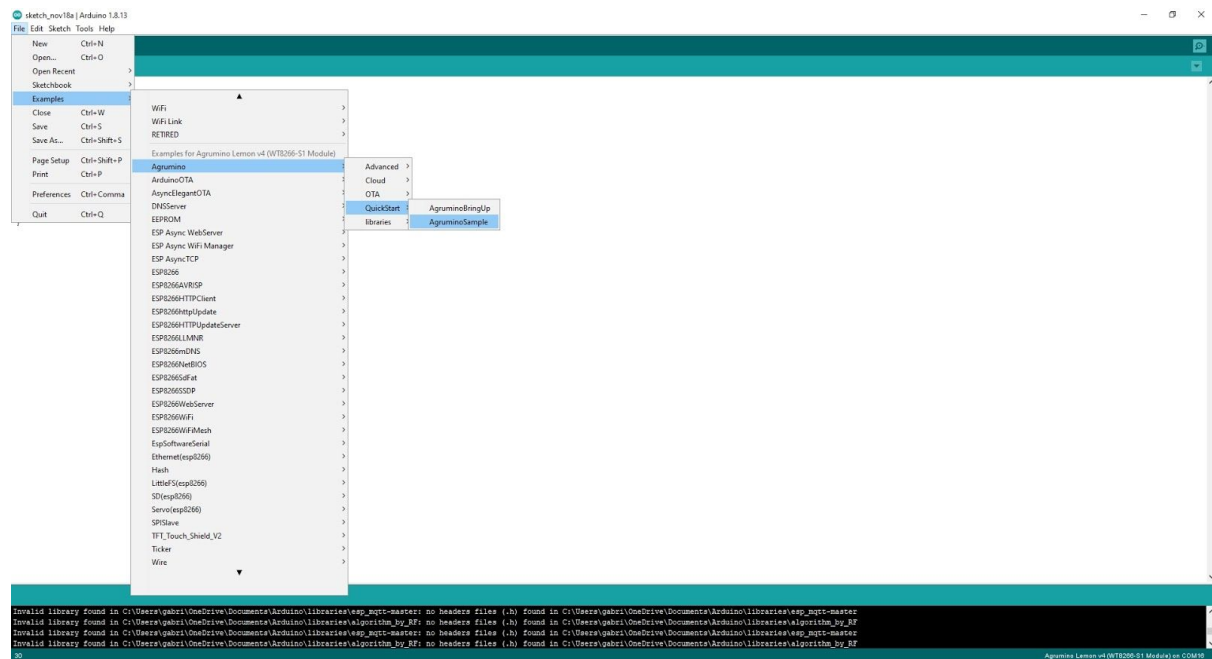 sketch_nov18a | Arduino 1.8.13
File Edit Sketch Tools Help
New Ctrl+N
Open... Ctrl+O
Open Recent
Sketchbook
Examples
Close Ctrl+W
Save Ctrl+S
Save As... Ctrl+Shift+S
Page Setup Ctrl+Shift+P
Print Ctrl+P
Preferences Ctrl+Comma
Quit Ctrl+Q
WiFi
WiFi Link
RETIRED
Examples for Agrumino Lemon v4 (WT8266-S1 Module)
Agrumino
ArduinoOTA
AsyncElegantOTA
DNSServer
EEPROM
ESP Async WebServer
ESP Async WiFi Manager
ESP AsyncTCP
ESP8266
ESP8266AVRISP
ESP8266HTTPClient
ESP8266httpUpdate
ESP8266HTTPUpdateServer
ESP8266LLMNR
ESP8266mDNS
ESP8266NetBIOS
ESP8266SdFat
ESP8266SSDP
ESP8266WebServer
ESP8266WiFi
ESP8266WiFiMesh
EspSoftwareSerial
Ethernet(esp8266)
Hash
LittleFS(esp8266)
SD(esp8266)
Servo(esp8266)
SPISlave
TFT_Touch_Shield_V2
Ticker
Wire
Advanced
Cloud
OTA
QuickStart
libraries
AgruminoBringUp
AgruminoSample
Invalid library found in C:\Users\gabri\OneDrive\Documents\Arduino\libraries\esp_mqtt-master: no headers files (.h) found in C:\Users\gabri\OneDrive\Documents\Arduino\libraries\esp_mqtt-master
Invalid library found in C:\Users\gabri\OneDrive\Documents\Arduino\libraries\algorithm_by_RF: no headers files (.h) found in C:\Users\gabri\OneDrive\Documents\Arduino\libraries\algorithm_by_RF
Invalid library found in C:\Users\gabri\OneDrive\Documents\Arduino\libraries\esp_mqtt-master: no headers files (.h) found in C:\Users\gabri\OneDrive\Documents\Arduino\libraries\esp_mqtt-master
Invalid library found in C:\Users\gabri\OneDrive\Documents\Arduino\libraries\algorithm_by_RF: no headers files (.h) found in C:\Users\gabri\OneDrive\Documents\Arduino\libraries\algorithm_by_RF
30 Agrumino Lemon v4 (WT8266-S1 Module) on COM16